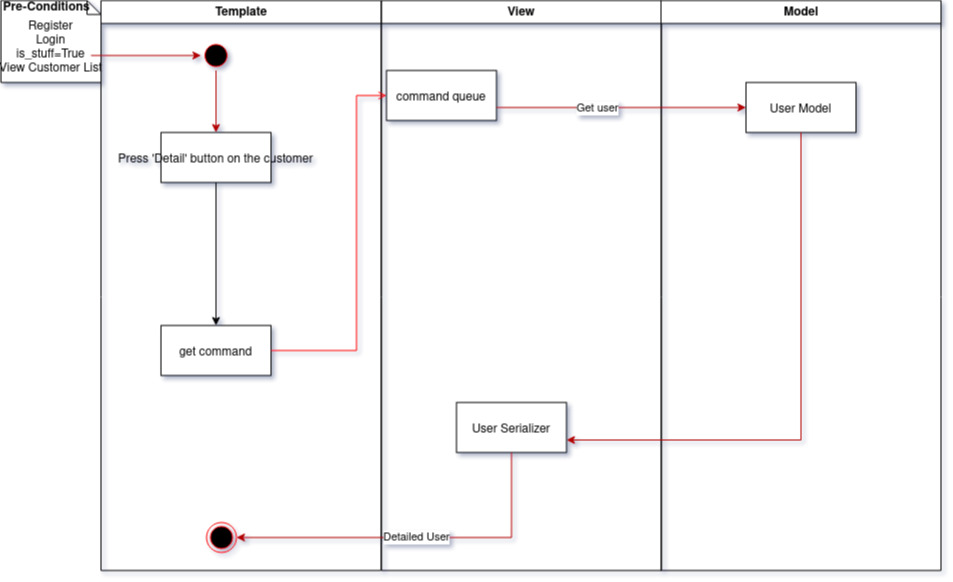 Pre-Conditions
Register
Login
is_stuff=True
View Customer List
Template
View
Model
command queue
Get user
User Model
Press 'Detail' button on the customer
get command
User Serializer
Detailed User